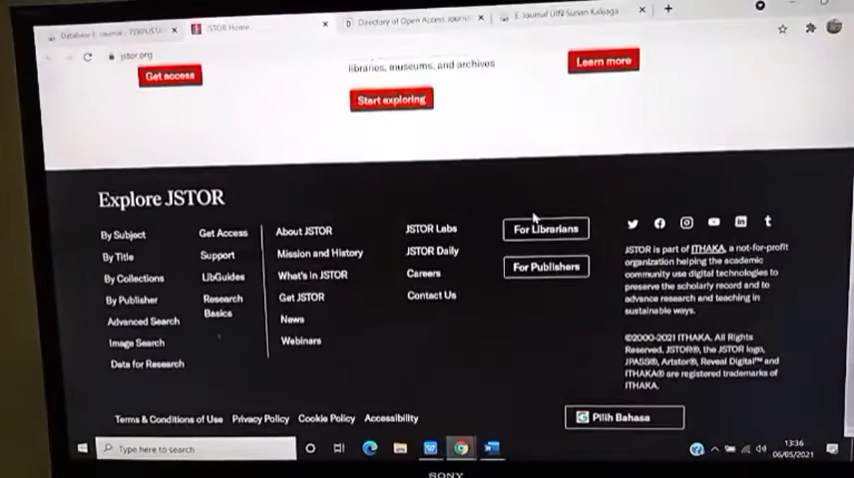 Database E-Journal - PERPUSTA
JSTOR Home
Directory of Open Access Journa
E-Journal UIN Sunan Kalijaga
jstor.org
Get access
libraries, museums, and archives
Start exploring
Learn more
Explore JSTOR
By Subject
By Title
By Collections
By Publisher
Advanced Search
Image Search
Data for Research
Get Access
Support
LibGuides
Research
Basics
About JSTOR
Mission and History
What's in JSTOR
Get JSTOR
News
Webinars
JSTOR Labs
JSTOR Daily
Careers
Contact Us
For Librarians
For Publishers
JSTOR is part of ITHAKA, a not-for-profit
organization helping the academic
community use digital technologies to
preserve the scholarly record and to
advance research and teaching in
sustainable ways.
©2000-2021 ITHAKA. All Rights
Reserved. JSTOR®, the JSTOR logo,
JPASS®, Artstor®, Reveal Digital™ and
ITHAKA® are registered trademarks of
ITHAKA.
Terms & Conditions of Use Privacy Policy Cookie Policy Accessibility
Pilih Bahasa
Type here to search
13:36
06/05/2021
SONY